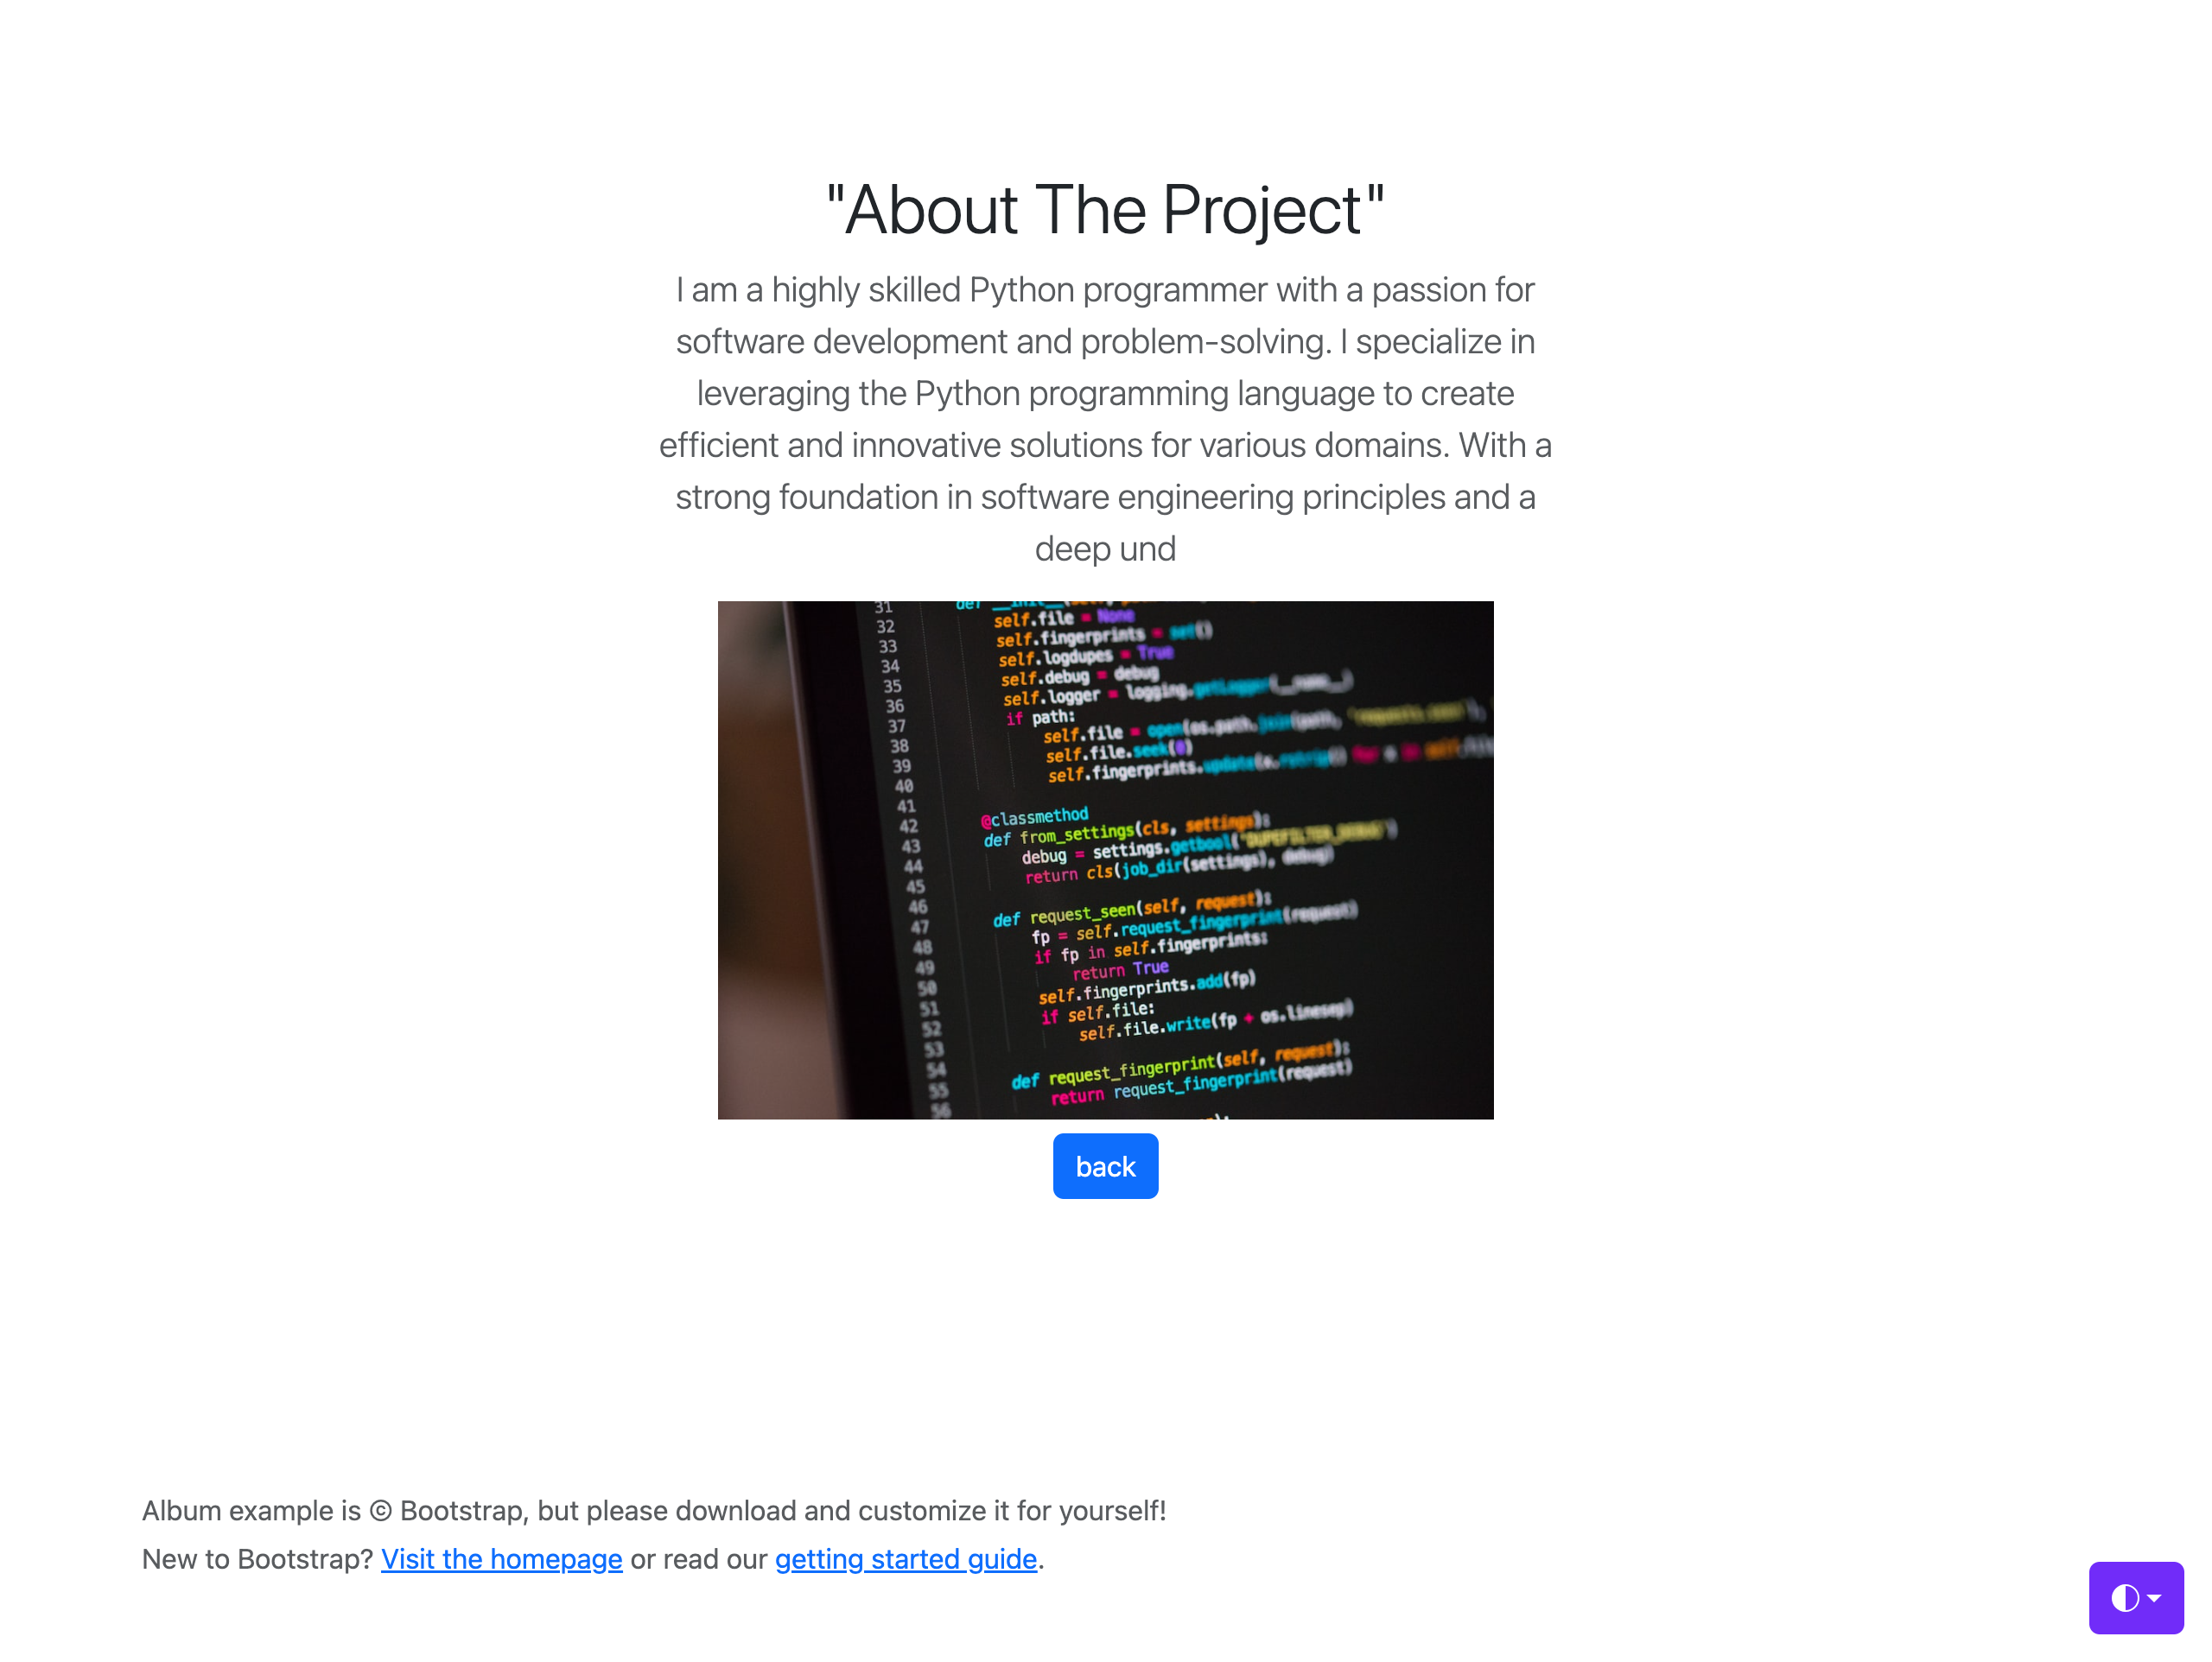 "About The Project"
I am a highly skilled Python programmer with a passion for
software development and problem-solving. I specialize in
leveraging the Python programming language to create
efficient and innovative solutions for various domains. With a
strong foundation in software engineering principles and a
deep und
31 def __init__(self,
32 self.file = None
33 self.fingerprints = set()
34 self.logdupes = True
35 self.debug = debug
36 self.logger = logging.getLogger(__name__)
37 if path:
38 self.file = open(os.path.join(path, 'requests.seen'),
39 self.file.seek(0)
40 self.fingerprints.update(x.rstrip() for x in self.file
41
42 @classmethod
43 def from_settings(cls, settings):
44 debug = settings.getbool('DUPEFILTER_DEBUG')
45 return cls(job_dir(settings), debug)
46
47 def request_seen(self, request):
48 fp = self.request_fingerprint(request)
49 if fp in self.fingerprints:
50 return True
51 self.fingerprints.add(fp)
52 if self.file:
53 self.file.write(fp + os.linesep)
54
55 def request_fingerprint(self, request):
56 return request_fingerprint(request)
back
Album example is © Bootstrap, but please download and customize it for yourself!
New to Bootstrap? Visit the homepage or read our getting started guide.